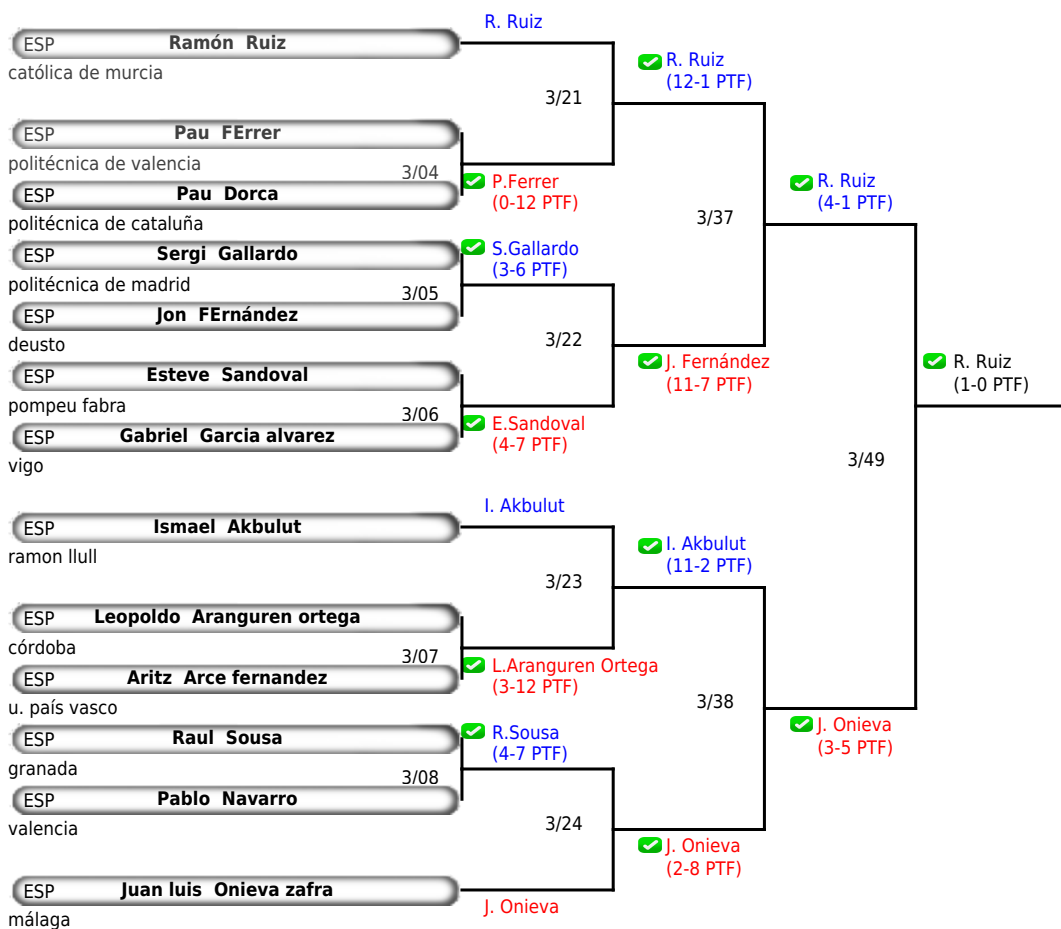 R. Ruiz
ESP Ramón Ruiz
católica de murcia
R. Ruiz
(12-1 PTF)
3/21
ESP Pau FErrer
politécnica de valencia
3/04
P.Ferrer
(0-12 PTF)
ESP Pau Dorca
politécnica de cataluña
R. Ruiz
(4-1 PTF)
3/37
ESP Sergi Gallardo
politécnica de madrid
S.Gallardo
(3-6 PTF)
3/05
ESP Jon FErnández
deusto
3/22
J. Fernández
(11-7 PTF)
ESP Esteve Sandoval
pompeu fabra
3/06
E.Sandoval
(4-7 PTF)
ESP Gabriel Garcia alvarez
vigo
R. Ruiz
(1-0 PTF)
3/49
I. Akbulut
ESP Ismael Akbulut
ramon llull
I. Akbulut
(11-2 PTF)
3/23
ESP Leopoldo Aranguren ortega
córdoba
3/07
L.Aranguren Ortega
(3-12 PTF)
ESP Aritz Arce fernandez
u. país vasco
3/38
J. Onieva
(3-5 PTF)
ESP Raul Sousa
granada
R.Sousa
(4-7 PTF)
3/08
ESP Pablo Navarro
valencia
3/24
J. Onieva
(2-8 PTF)
ESP Juan luis Onieva zafra
málaga
J. Onieva